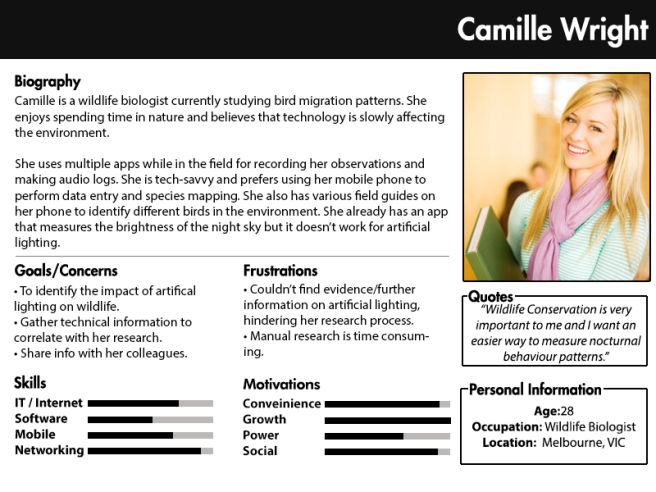 Camille Wright
Biography
Camille is a wildlife biologist currently studying bird migration patterns. She
enjoys spending time in nature and believes that technology is slowly affecting
the environment.
She uses multiple apps while in the field for recording her observations and
making audio logs. She is tech-savvy and prefers using her mobile phone to
perform data entry and species mapping. She also has various field guides on
her phone to identify different birds in the environment. She already has an app
that measures the brightness of the night sky but it doesn't work for artificial
lighting.
Goals/Concerns
• To identify the impact of artifical
lighting on wildlife.
• Gather technical information to
correlate with her research.
• Share info with her colleagues.
Frustrations
• Couldn't find evidence/further
information on artificial lighting,
hindering her research process.
• Manual research is time consum-
ing.
Skills
IT / Internet
Software
Mobile
Networking
Motivations
Conveinience
Growth
Power
Social
Quotes
"Wildlife Conservation is very
important to me and I want an
easier way to measure nocturnal
behaviour patterns."
Personal Information
Age:28
Occupation: Wildlife Biologist
Location: Melbourne, VIC